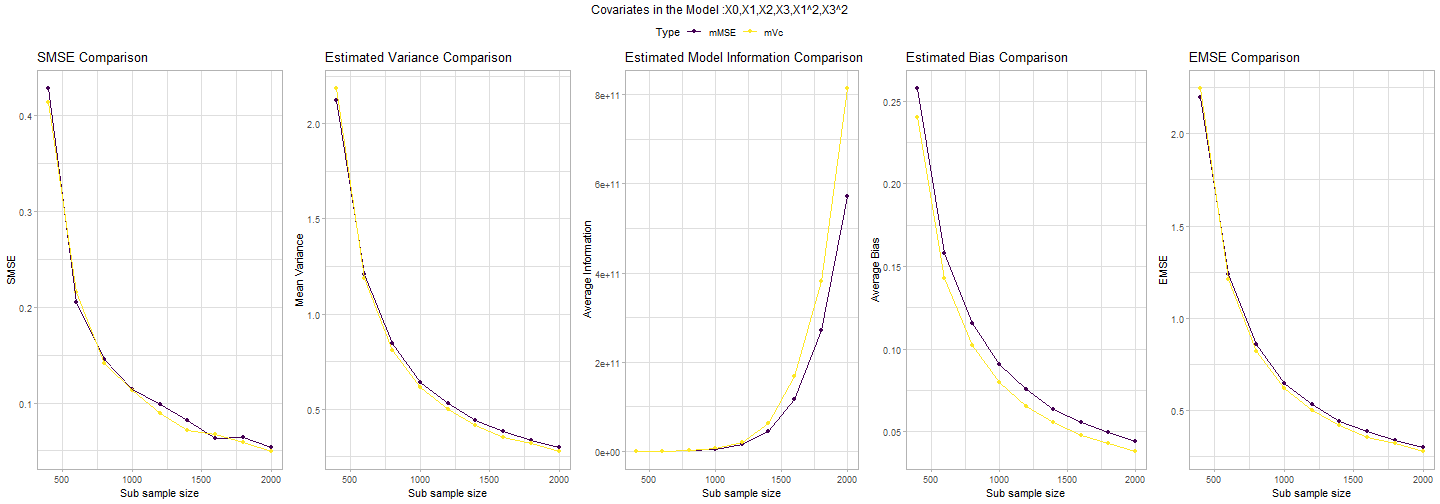 Covariates in the Model :X0,X1,X2,X3,X1^2,X3^2
Type mMSE mVc
SMSE Comparison
SMSE
0.4
0.3
0.2
0.1
500 1000 1500 2000
Sub sample size
Estimated Variance Comparison
Mean Variance
2.0
1.5
1.0
0.5
500 1000 1500 2000
Sub sample size
Estimated Model Information Comparison
Average Information
8e+11
6e+11
4e+11
2e+11
0e+00
500 1000 1500 2000
Sub sample size
Estimated Bias Comparison
Average Bias
0.25
0.20
0.15
0.10
0.05
500 1000 1500 2000
Sub sample size
EMSE Comparison
EMSE
2.0
1.5
1.0
0.5
500 1000 1500 2000
Sub sample size